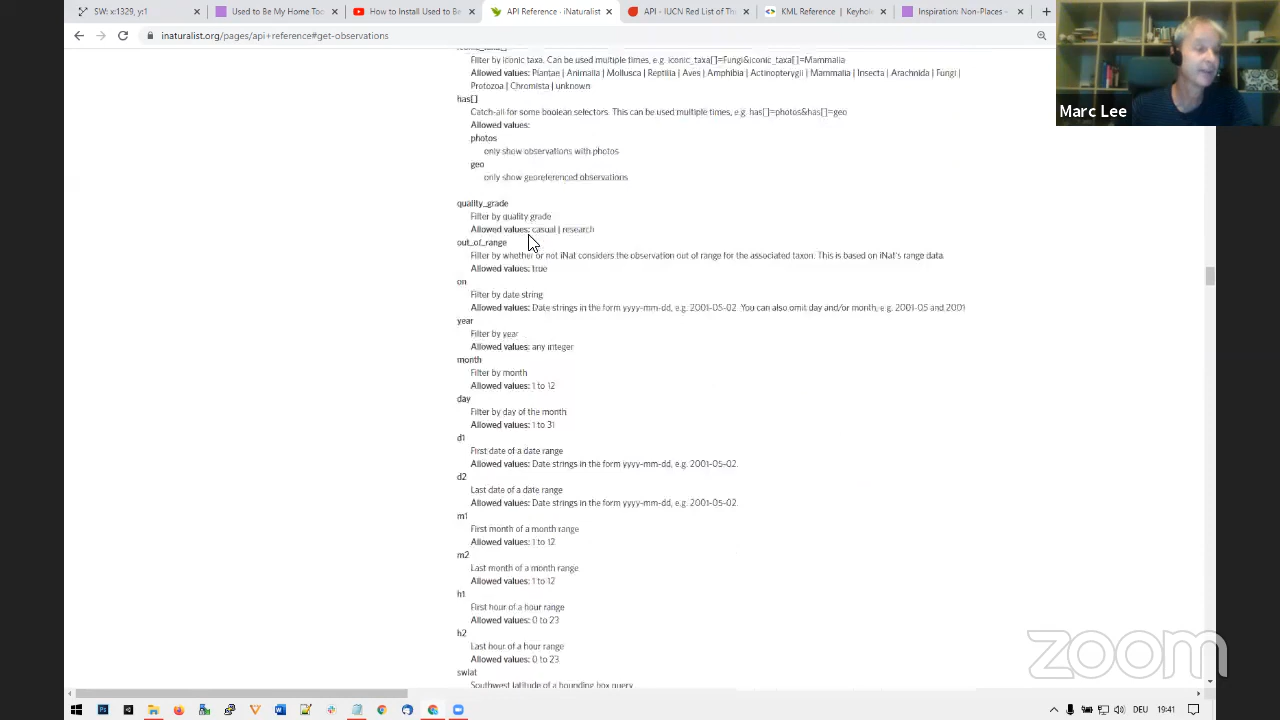 SW: x:1329, y:1
Used to Be My Home Too
How to Install Used to Be
API Reference · iNaturalist
API - IUCN Red List of Th
KML Reference | Keyhole
Inspiration: Non-Places
inaturalist.org/pages/api+reference#get-observations
Marc Lee
iconic_taxa[]
Filter by iconic taxa. Can be used multiple times, e.g. iconic_taxa[]=Fungi&iconic_taxa[]=Mammalia
Allowed values: Plantae | Animalia | Mollusca | Reptilia | Aves | Amphibia | Actinopterygii | Mammalia | Insecta | Arachnida | Fungi |
Protozoa | Chromista | unknown
has[]
Catch-all for some boolean selectors. This can be used multiple times, e.g. has[]=photos&has[]=geo
Allowed values:
photos
only show observations with photos
geo
only show georeferenced observations
quality_grade
Filter by quality grade
Allowed values: casual | research
out_of_range
Filter by whether or not iNat considers the observation out of range for the associated taxon. This is based on iNat's range data.
Allowed values: true
on
Filter by date string
Allowed values: Date strings in the form yyyy-mm-dd, e.g. 2001-05-02. You can also omit day and/or month, e.g. 2001-05 and 2001
year
Filter by year
Allowed values: any integer
month
Filter by month
Allowed values: 1 to 12
day
Filter by day of the month
Allowed values: 1 to 31
d1
First date of a date range
Allowed values: Date strings in the form yyyy-mm-dd, e.g. 2001-05-02.
d2
Last date of a date range
Allowed values: Date strings in the form yyyy-mm-dd, e.g. 2001-05-02.
m1
First month of a month range
Allowed values: 1 to 12
m2
Last month of a month range
Allowed values: 1 to 12
h1
First hour of a hour range
Allowed values: 0 to 23
h2
Last hour of a hour range
Allowed values: 0 to 23
swlat
Southwest latitude of a bounding box query
zoom
DEU
19:41